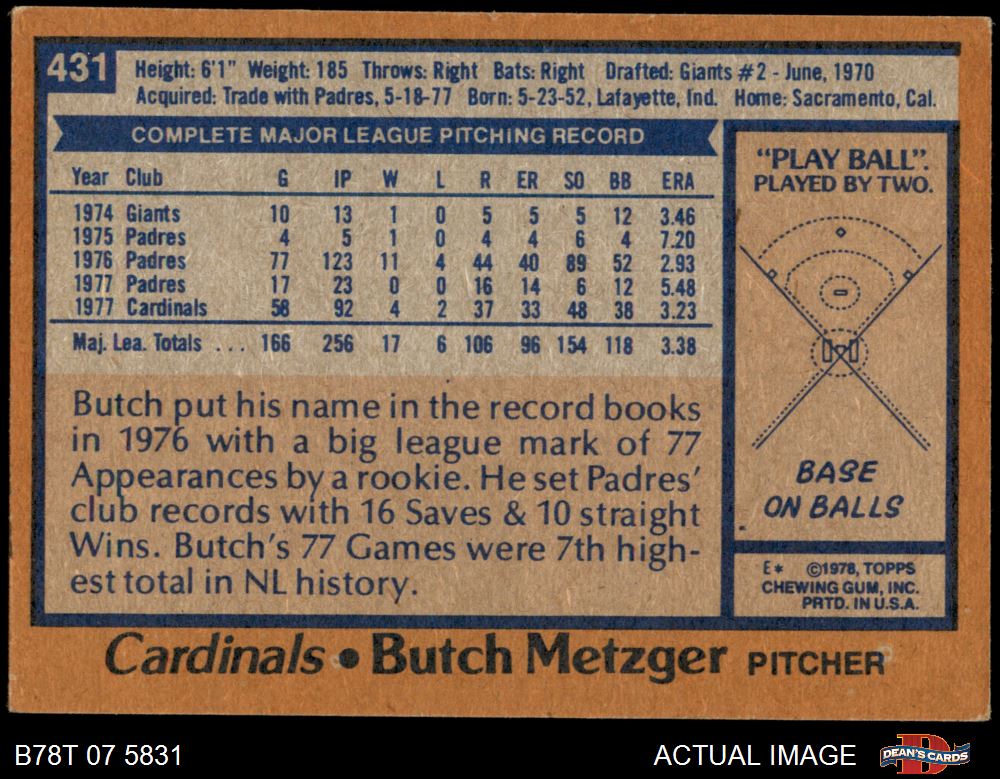 431
Height: 6'1" Weight: 185 Throws: Right Bats: Right Drafted: Giants #2 - June, 1970
Acquired: Trade with Padres, 5-18-77 Born: 5-23-52, Lafayette, Ind. Home: Sacramento, Cal.
COMPLETE MAJOR LEAGUE PITCHING RECORD
Year Club G IP W L R ER SO BB ERA
1974 Giants 10 13 1 0 5 5 5 12 3.46
1975 Padres 4 5 1 0 4 4 6 4 7.20
1976 Padres 77 123 11 4 44 40 89 52 2.93
1977 Padres 17 23 0 0 16 14 6 12 5.48
1977 Cardinals 58 92 4 2 37 33 48 38 3.23
Maj. Lea. Totals ... 166 256 17 6 106 96 154 118 3.38
Butch put his name in the record books
in 1976 with a big league mark of 77
Appearances by a rookie. He set Padres'
club records with 16 Saves & 10 straight
Wins. Butch's 77 Games were 7th high-
est total in NL history.
"PLAY BALL".
PLAYED BY TWO.
BASE
ON BALLS
E* ©1978, TOPPS
CHEWING GUM, INC.
PRTD. IN U.S.A.
Cardinals • Butch Metzger PITCHER
B78T 07 5831
ACTUAL IMAGE
DEAN'S CARDS